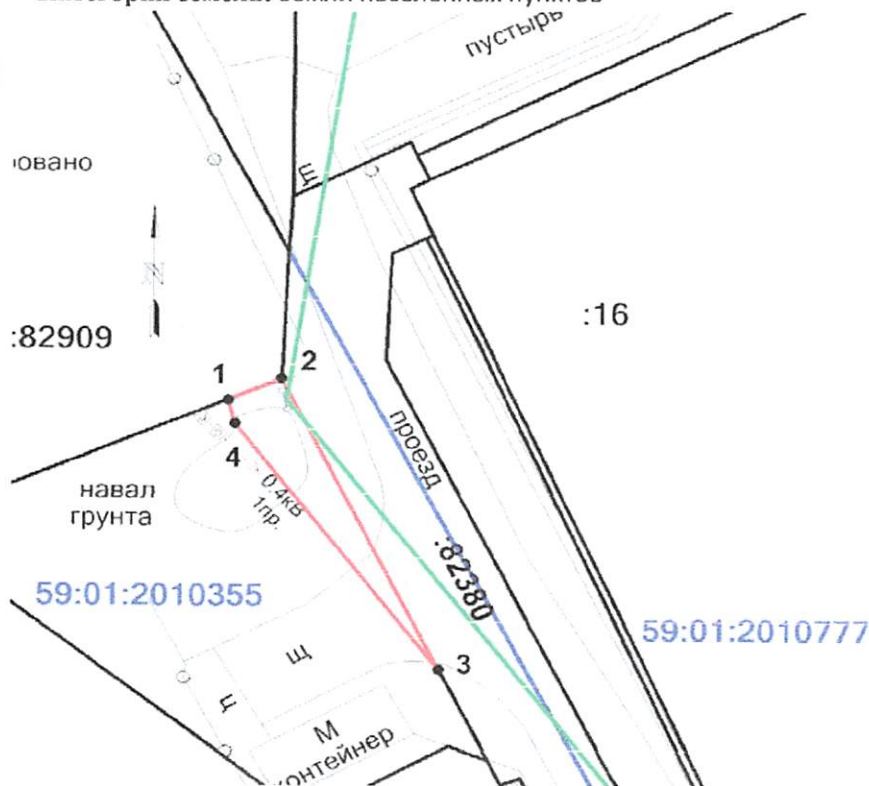 пустырь
щ
овано
N
:82909
:16
1
2
4
проезд
навал
грунта
0.4кв
1пр.
:82380
59:01:2010355
59:01:2010777
3
щ
щ
М
контейнер